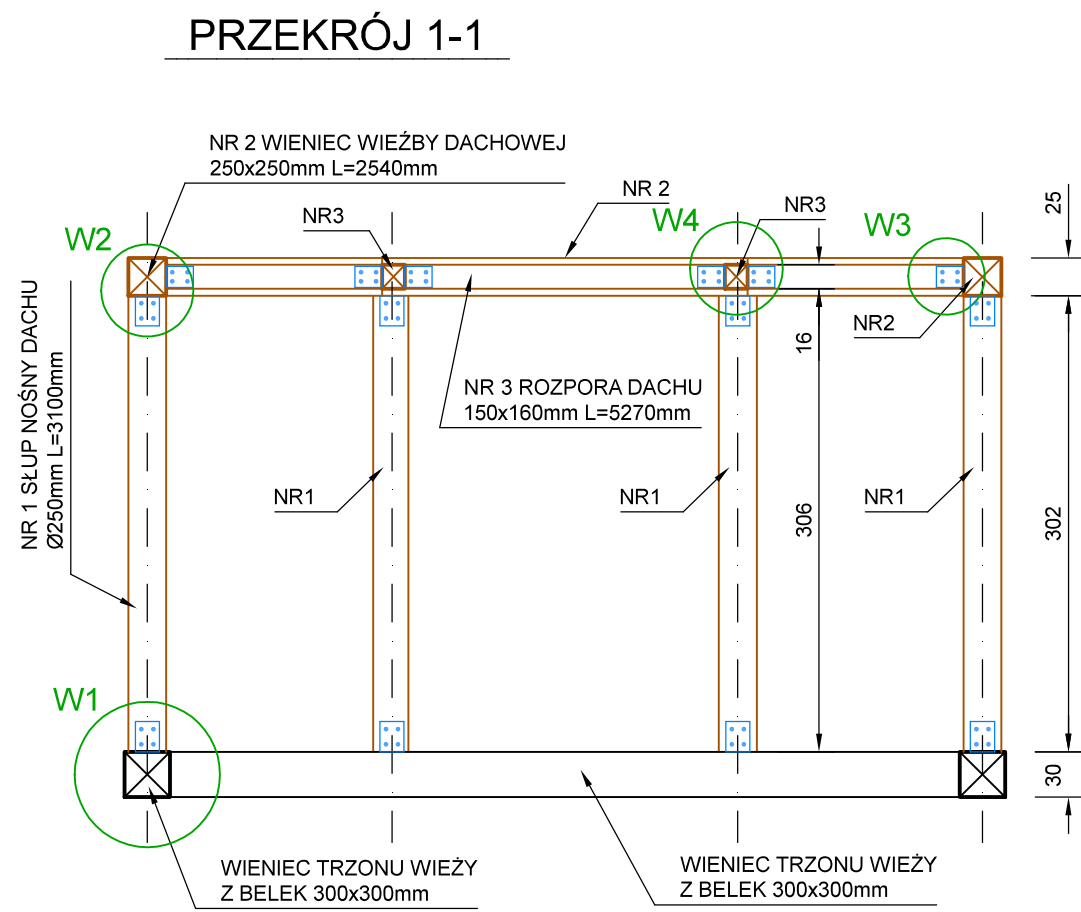 PRZEKRÓJ 1-1
NR 2 WIENIEC WIEŹBY DACHOWEJ
250x250mm L=2540mm
NR 2
NR3
NR3
W2
W4
W3
25
NR 1 SŁUP NOŚNY DACHU
Ø250mm L=3100mm
NR2
16
NR 3 ROZPORA DACHU
150x160mm L=5270mm
NR1
NR1
NR1
306
302
W1
30
WIENIEC TRZONU WIEŻY
Z BELEK 300x300mm
WIENIEC TRZONU WIEŻY
Z BELEK 300x300mm